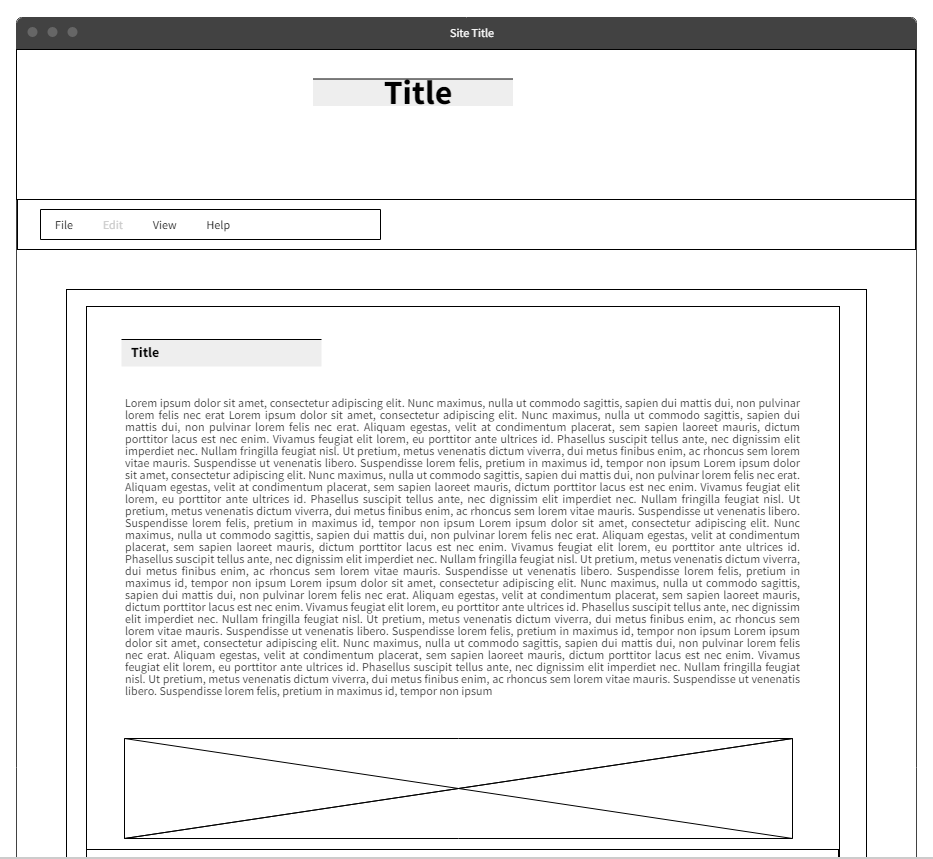 Site Title
Title
File Edit View Help
Title
Lorem ipsum dolor sit amet, consectetur adipiscing elit. Nunc maximus, nulla ut commodo sagittis, sapien dui mattis dui, non pulvinar
lorem felis nec erat Lorem ipsum dolor sit amet, consectetur adipiscing elit. Nunc maximus, nulla ut commodo sagittis, sapien dui
mattis dui, non pulvinar lorem felis nec erat. Aliquam egestas, velit at condimentum placerat, sem sapien laoreet mauris, dictum
porttitor lacus est nec enim. Vivamus feugiat elit lorem, eu porttitor ante ultrices id. Phasellus suscipit tellus ante, nec dignissim elit
imperdiet nec. Nullam fringilla feugiat nisl. Ut pretium, metus venenatis dictum viverra, dui metus finibus enim, ac rhoncus sem lorem
vitae mauris. Suspendisse ut venenatis libero. Suspendisse lorem felis, pretium in maximus id, tempor non ipsum Lorem ipsum dolor
sit amet, consectetur adipiscing elit. Nunc maximus, nulla ut commodo sagittis, sapien dui mattis dui, non pulvinar lorem felis nec erat.
Aliquam egestas, velit at condimentum placerat, sem sapien laoreet mauris, dictum porttitor lacus est nec enim. Vivamus feugiat elit
lorem, eu porttitor ante ultrices id. Phasellus suscipit tellus ante, nec dignissim elit imperdiet nec. Nullam fringilla feugiat nisl. Ut
pretium, metus venenatis dictum viverra, dui metus finibus enim, ac rhoncus sem lorem vitae mauris. Suspendisse ut venenatis libero.
Suspendisse lorem felis, pretium in maximus id, tempor non ipsum Lorem ipsum dolor sit amet, consectetur adipiscing elit. Nunc
maximus, nulla ut commodo sagittis, sapien dui mattis dui, non pulvinar lorem felis nec erat. Aliquam egestas, velit at condimentum
placerat, sem sapien laoreet mauris, dictum porttitor lacus est nec enim. Vivamus feugiat elit lorem, eu porttitor ante ultrices id.
Phasellus suscipit tellus ante, nec dignissim elit imperdiet nec. Nullam fringilla feugiat nisl. Ut pretium, metus venenatis dictum viverra,
dui metus finibus enim, ac rhoncus sem lorem vitae mauris. Suspendisse ut venenatis libero. Suspendisse lorem felis, pretium in
maximus id, tempor non ipsum Lorem ipsum dolor sit amet, consectetur adipiscing elit. Nunc maximus, nulla ut commodo sagittis,
sapien dui mattis dui, non pulvinar lorem felis nec erat. Aliquam egestas, velit at condimentum placerat, sem sapien laoreet mauris,
dictum porttitor lacus est nec enim. Vivamus feugiat elit lorem, eu porttitor ante ultrices id. Phasellus suscipit tellus ante, nec dignissim
elit imperdiet nec. Nullam fringilla feugiat nisl. Ut pretium, metus venenatis dictum viverra, dui metus finibus enim, ac rhoncus sem
lorem vitae mauris. Suspendisse ut venenatis libero. Suspendisse lorem felis, pretium in maximus id, tempor non ipsum Lorem ipsum
dolor sit amet, consectetur adipiscing elit. Nunc maximus, nulla ut commodo sagittis, sapien dui mattis dui, non pulvinar lorem felis
nec erat. Aliquam egestas, velit at condimentum placerat, sem sapien laoreet mauris, dictum porttitor lacus est nec enim. Vivamus
feugiat elit lorem, eu porttitor ante ultrices id. Phasellus suscipit tellus ante, nec dignissim elit imperdiet nec. Nullam fringilla feugiat
nisl. Ut pretium, metus venenatis dictum viverra, dui metus finibus enim, ac rhoncus sem lorem vitae mauris. Suspendisse ut venenatis
libero. Suspendisse lorem felis, pretium in maximus id, tempor non ipsum